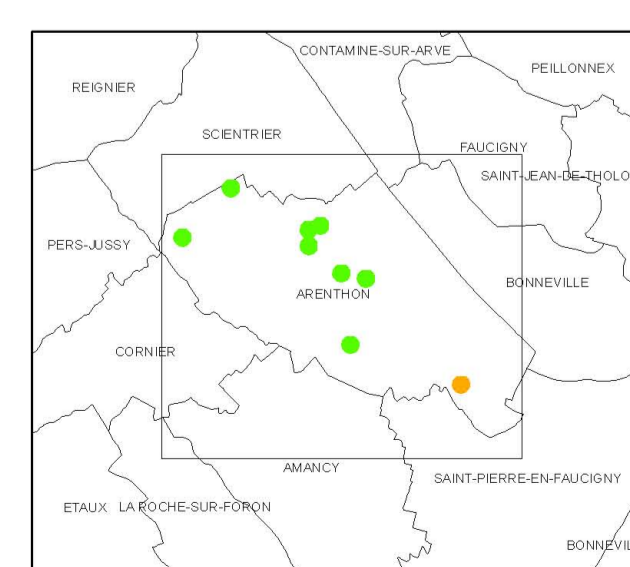 CONTAMINE-SUR-ARVE
PEILLONNEX
REIGNIER
SCIENTRIER
FAUCIGNY
SAINT-JEAN-DE-THOLO
PERS-JUSSY
BONNEVILLE
ARENTHON
CORNIER
AMANCY
SAINT-PIERRE-EN-FAUCIGNY
ETAUX
LA ROCHE-SUR-FORON
BONNEVIL